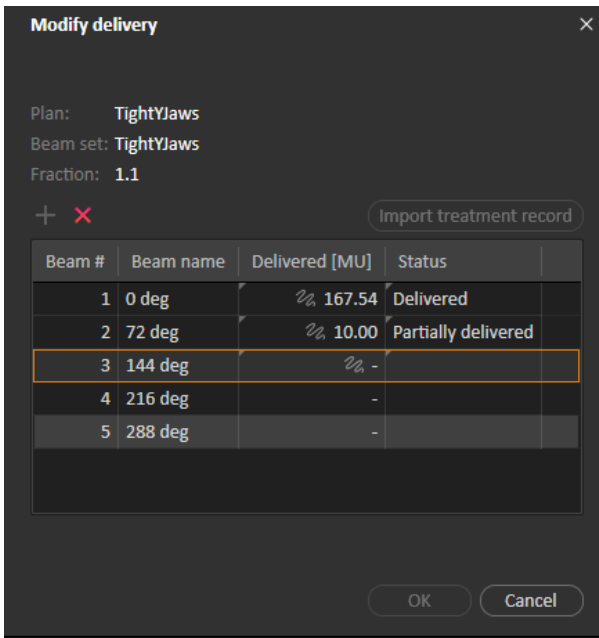 Modify delivery
Plan: TightYJaws
Beam set: TightYJaws
Fraction: 1.1
Import treatment record
Beam # Beam name Delivered [MU] Status
1 0 deg 167.54 Delivered
2 72 deg 10.00 Partially delivered
3 144 deg -
4 216 deg -
5 288 deg -
OK Cancel